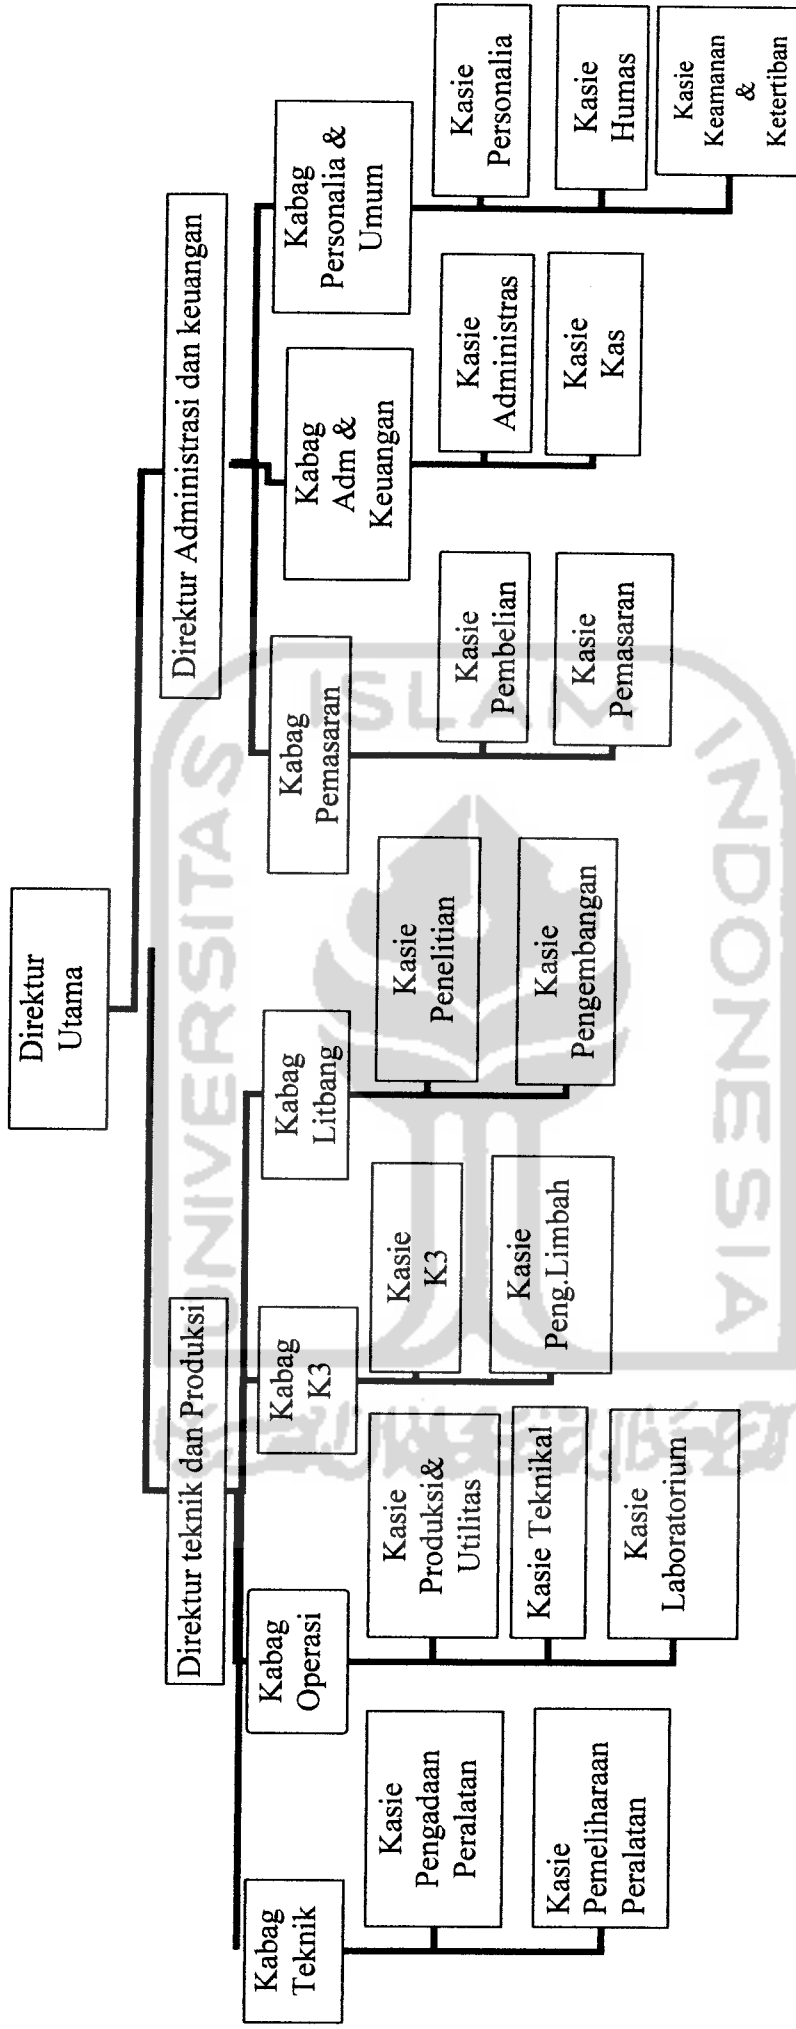 Direktur
Utama
Direktur teknik dan Produksi
Direktur Administrasi dan keuangan
Kabag
Teknik
Kabag
Operasi
Kabag
K3
Kabag
Litbang
Kabag
Pemasaran
Kabag
Adm &
Keuangan
Kabag
Personalia &
Umum
Kasie
Pengadaan
Peralatan
Kasie
Pemeliharaan
Peralatan
Kasie
Produksi&
Utilitas
Kasie Teknikal
Kasie
Laboratorium
Kasie
K3
Kasie
Peng.Limbah
Kasie
Penelitian
Kasie
Pengembangan
Kasie
Pembelian
Kasie
Pemasaran
Kasie
Administras
Kasie
Kas
Kasie
Personalia
Kasie
Humas
Kasie
Keamanan
&
Ketertiban
UNIVERSITAS
ISLAM
INDONESIA